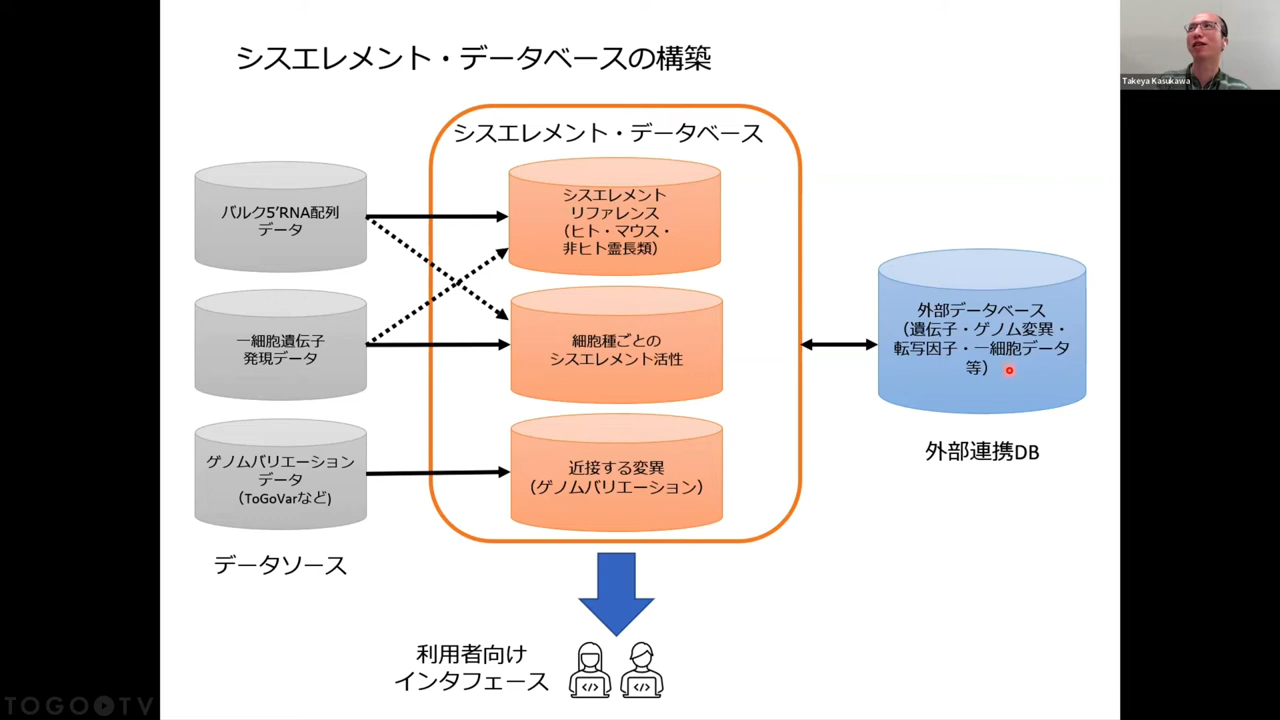 シスエレメント・データベースの構築
Takeya Kasukawa
シスエレメント・データベース
バルク5’RNA配列
データ
一細胞遺伝子
発現データ
ゲノムバリエーション
データ
（ToGoVarなど)
データソース
シスエレメント
リファレンス
（ヒト・マウス・
非ヒト霊長類）
細胞種ごとの
シスエレメント活性
近接する変異
（ゲノムバリエーション）
外部データベース
（遺伝子・ゲノム変異・
転写因子・一細胞データ
等）
外部連携DB
利用者向け
インタフェース
TOGOTV